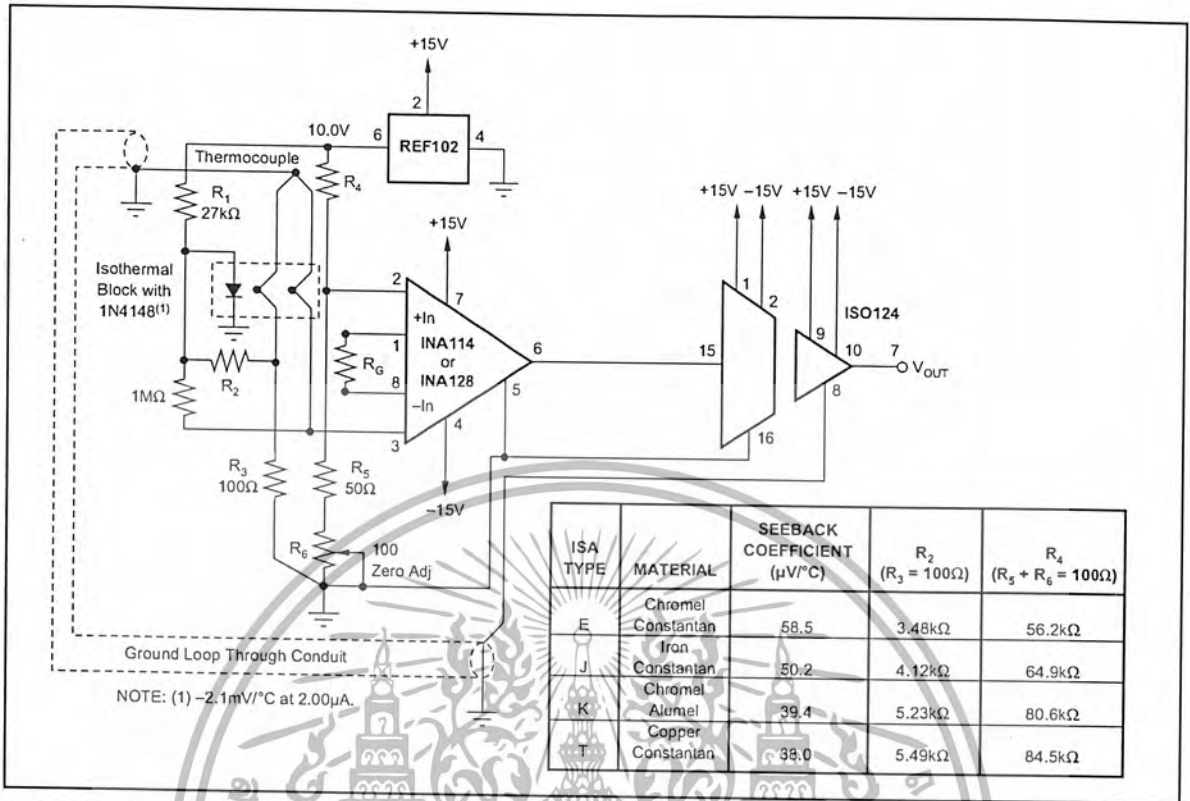 +15V
2
10.0V
6
REF102
4
Thermocouple
R4
R1
27kΩ
+15V
+15V –15V
+15V –15V
Isothermal
Block with
1N4148(1)
2
7
+In
1
INA114
or
INA128
RG
8
–In
3
4
5
6
–15V
1
2
15
16
ISO124
9
10
7
VOUT
8
R2
1MΩ
R3
100Ω
R5
50Ω
R6
100
Zero Adj
Ground Loop Through Conduit
NOTE: (1) –2.1mV/°C at 2.00µA.
ISA TYPE MATERIAL SEEBACK COEFFICIENT (µV/°C) R2 (R3 = 100Ω) R4 (R5 + R6 = 100Ω)
E Chromel Constantan 58.5 3.48kΩ 56.2kΩ
J Iron Constantan 50.2 4.12kΩ 64.9kΩ
K Chromel Alumel 39.4 5.23kΩ 80.6kΩ
T Copper Constantan 38.0 5.49kΩ 84.5kΩ